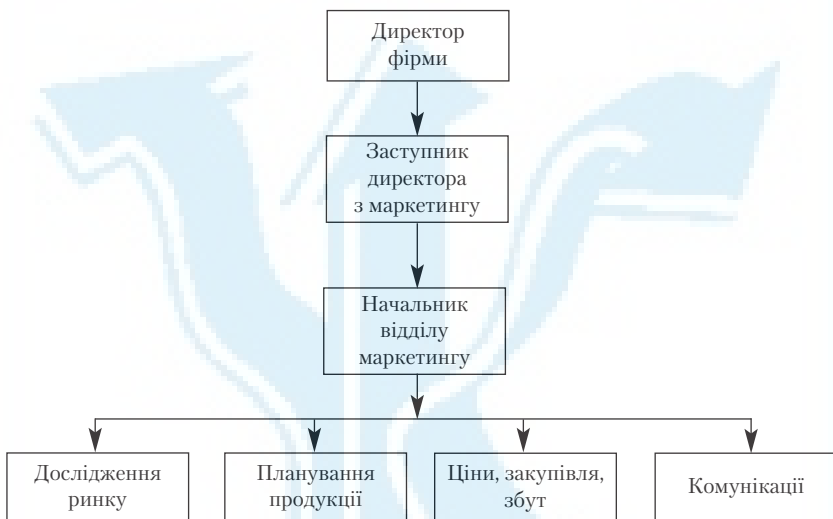 Директор
фірми
Заступник
директора
з маркетингу
Начальник
відділу
маркетингу
Дослідження
ринку
Планування
продукції
Ціни, закупівля,
збут
Комунікації